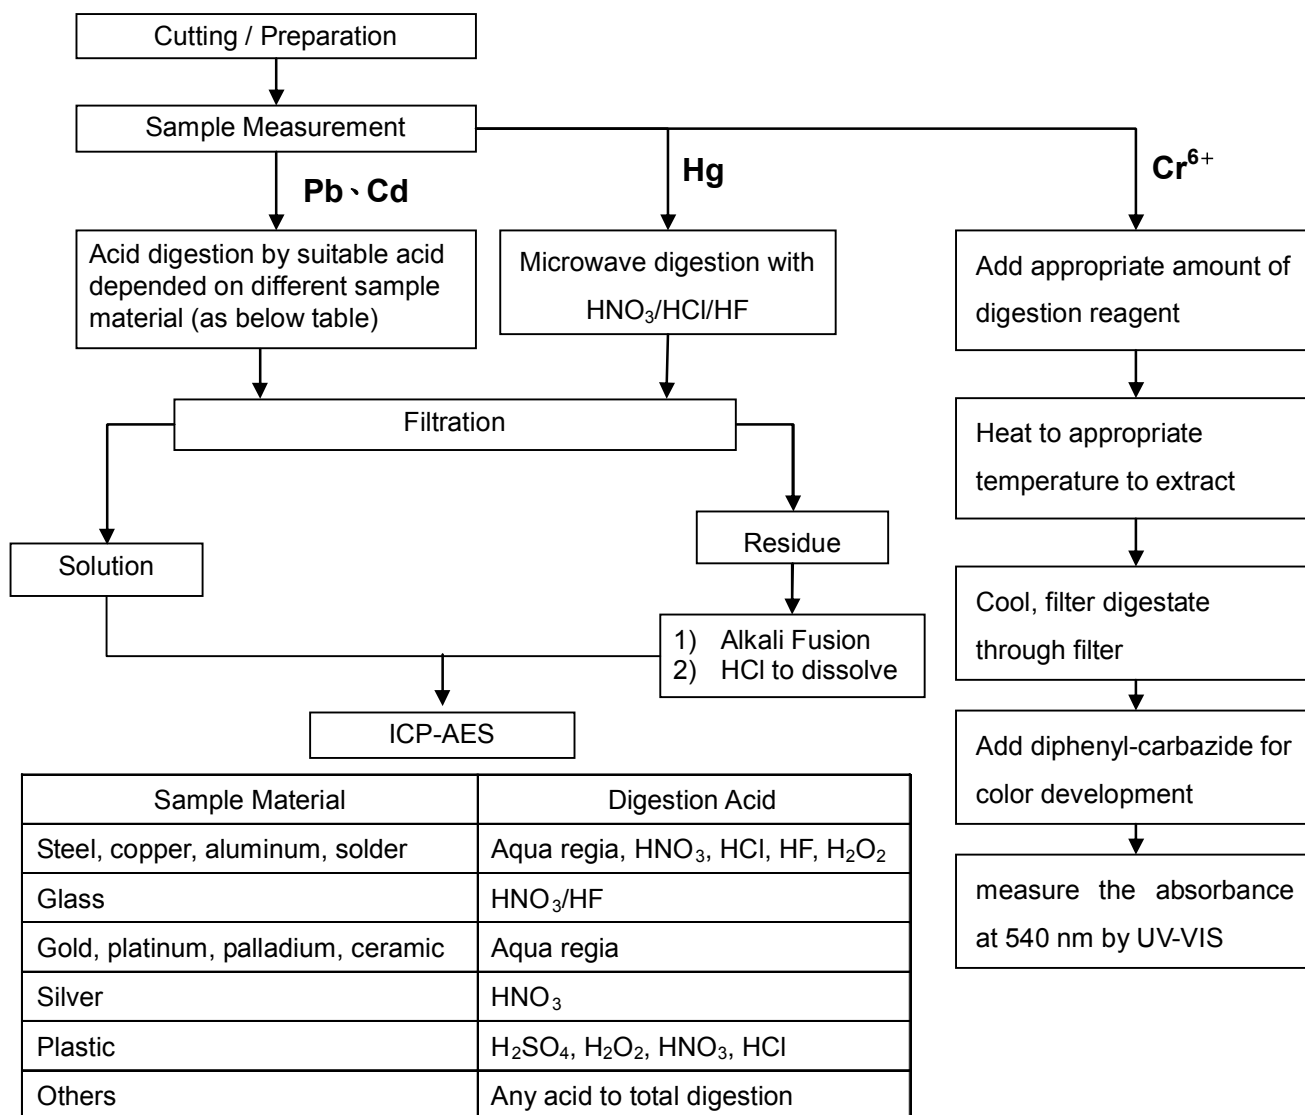 Cutting / Preparation
Sample Measurement
Pb、Cd
Hg
Cr⁶⁺
Acid digestion by suitable acid
depended on different sample
material (as below table)
Microwave digestion with
HNO₃/HCl/HF
Add appropriate amount of
digestion reagent
Filtration
Heat to appropriate
temperature to extract
Solution
Residue
1) Alkali Fusion
2) HCl to dissolve
Cool, filter digestate
through filter
ICP-AES
Add diphenyl-carbazide for
color development
measure the absorbance
at 540 nm by UV-VIS
Sample Material Digestion Acid
Steel, copper, aluminum, solder Aqua regia, HNO₃, HCl, HF, H₂O₂
Glass HNO₃/HF
Gold, platinum, palladium, ceramic Aqua regia
Silver HNO₃
Plastic H₂SO₄, H₂O₂, HNO₃, HCl
Others Any acid to total digestion